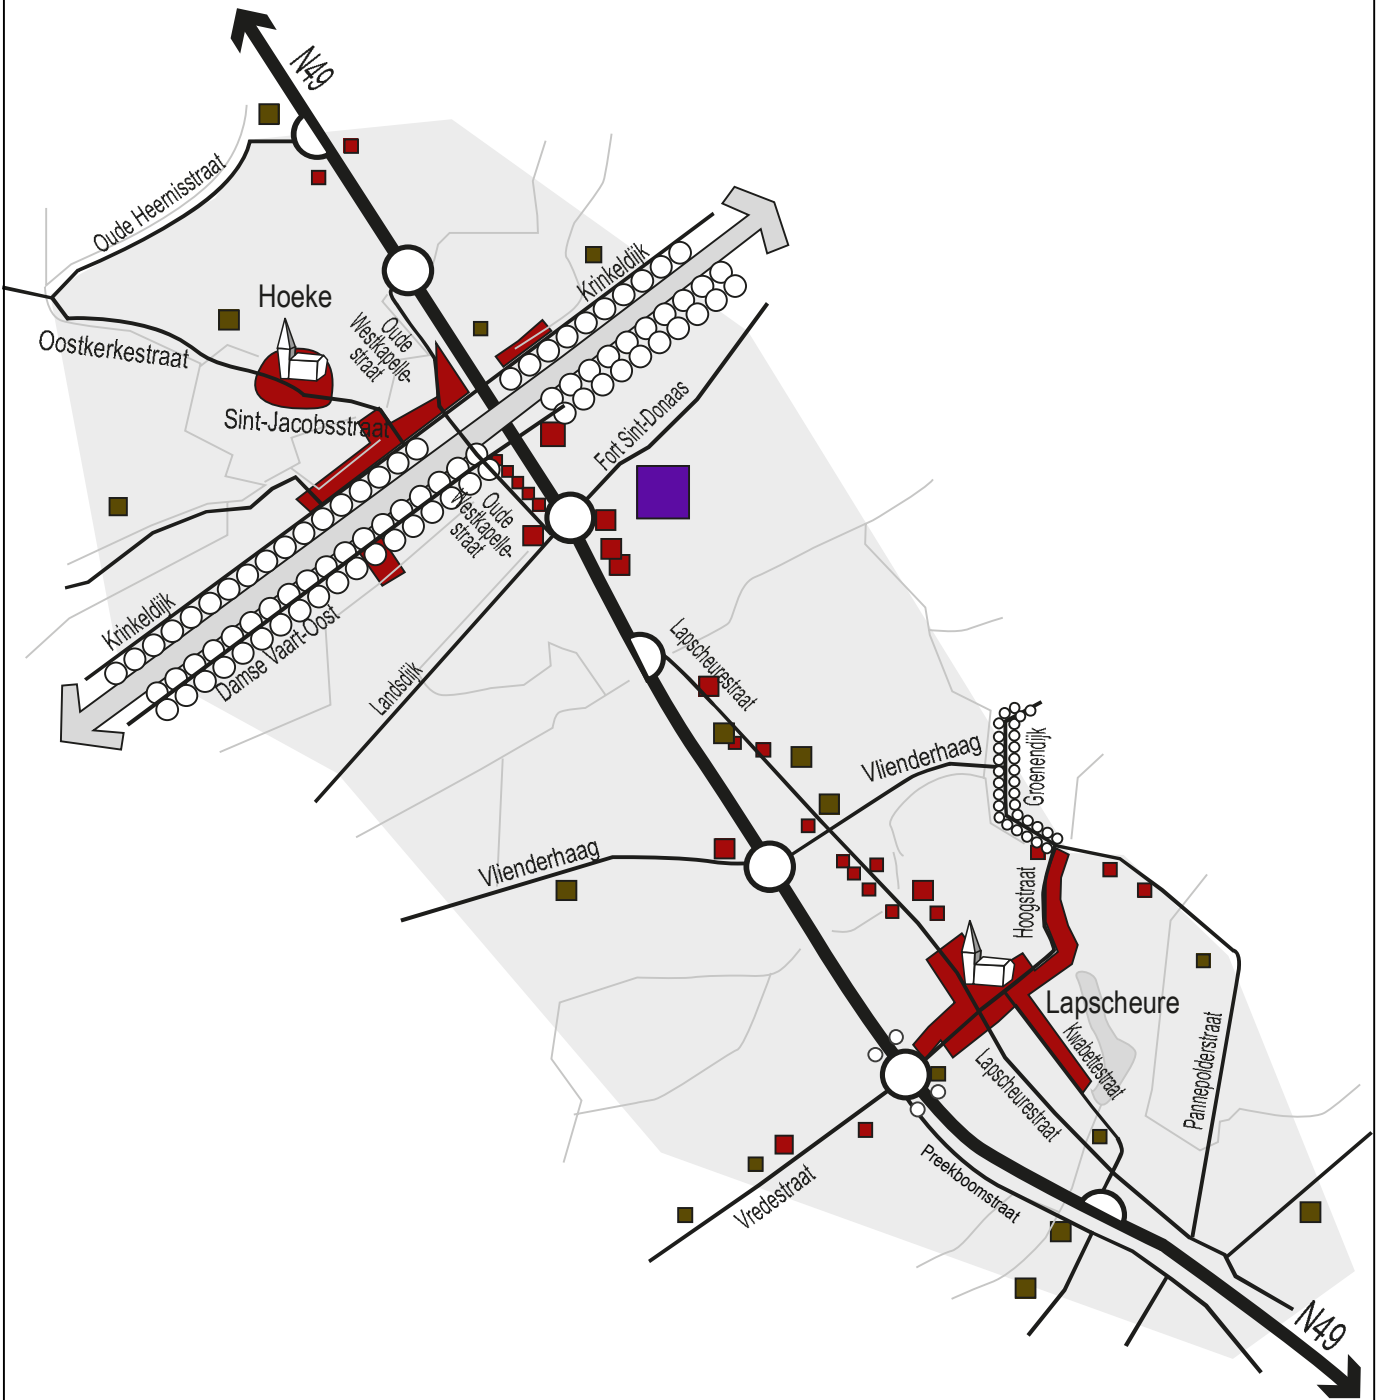 N49
Oude Heernisstraat
Krinkeldijk
Hoeke
Oude
Westkapelle-
straat
Oostkerkestraat
Sint-Jacobsstraat
Fort Sint-Donaas
Oude
Westkapelle-
straat
Krinkeldijk
Damse Vaart-Oost
Landsdijk
Lapscheurestraat
Vlienderhaag
Groenendijk
Vlienderhaag
Hoogstraat
Lapscheure
Kwabettestraat
Lapscheurestraat
Pannepolderstraat
Preekboomstraat
Vredestraat
N49